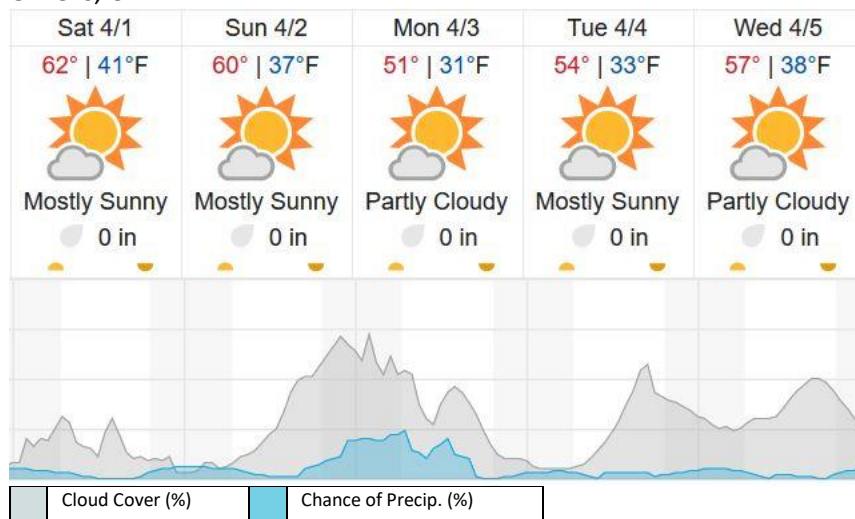 Sat 4/1 Sun 4/2 Mon 4/3 Tue 4/4 Wed 4/5
62° | 41°F 60° | 37°F 51° | 31°F 54° | 33°F 57° | 38°F
Mostly Sunny Mostly Sunny Partly Cloudy Mostly Sunny Partly Cloudy
0 in 0 in 0 in 0 in 0 in
Cloud Cover (%) Chance of Precip. (%)